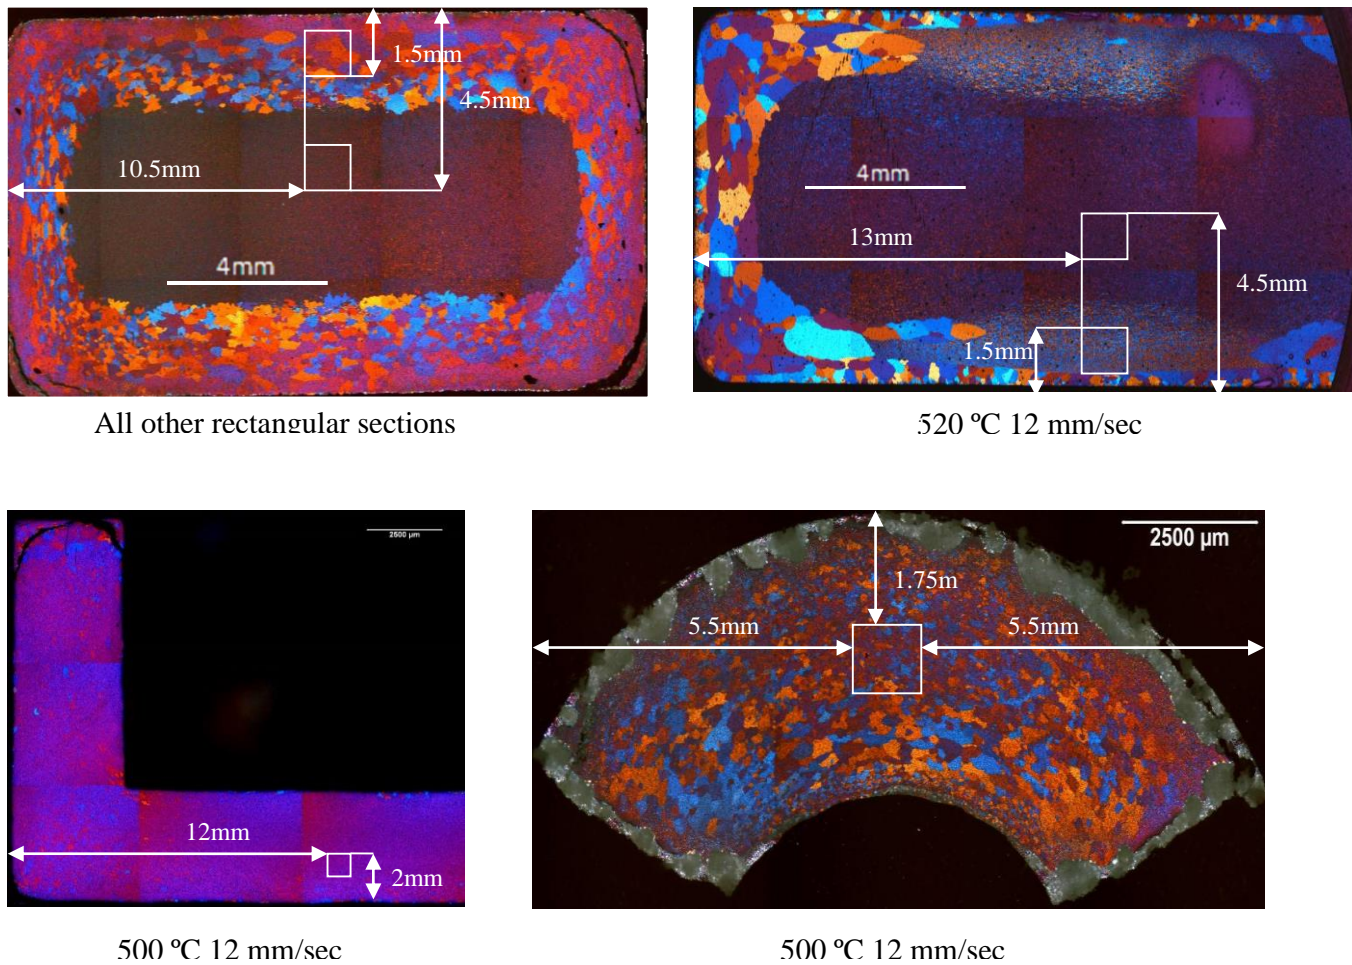 1.5mm
4.5mm
10.5mm
4mm
All other rectangular sections
4mm
13mm
4.5mm
1.5mm
520 ºC 12 mm/sec
2500 µm
12mm
2mm
500 ºC 12 mm/sec
2500 µm
1.75m
5.5mm
5.5mm
500 ºC 12 mm/sec